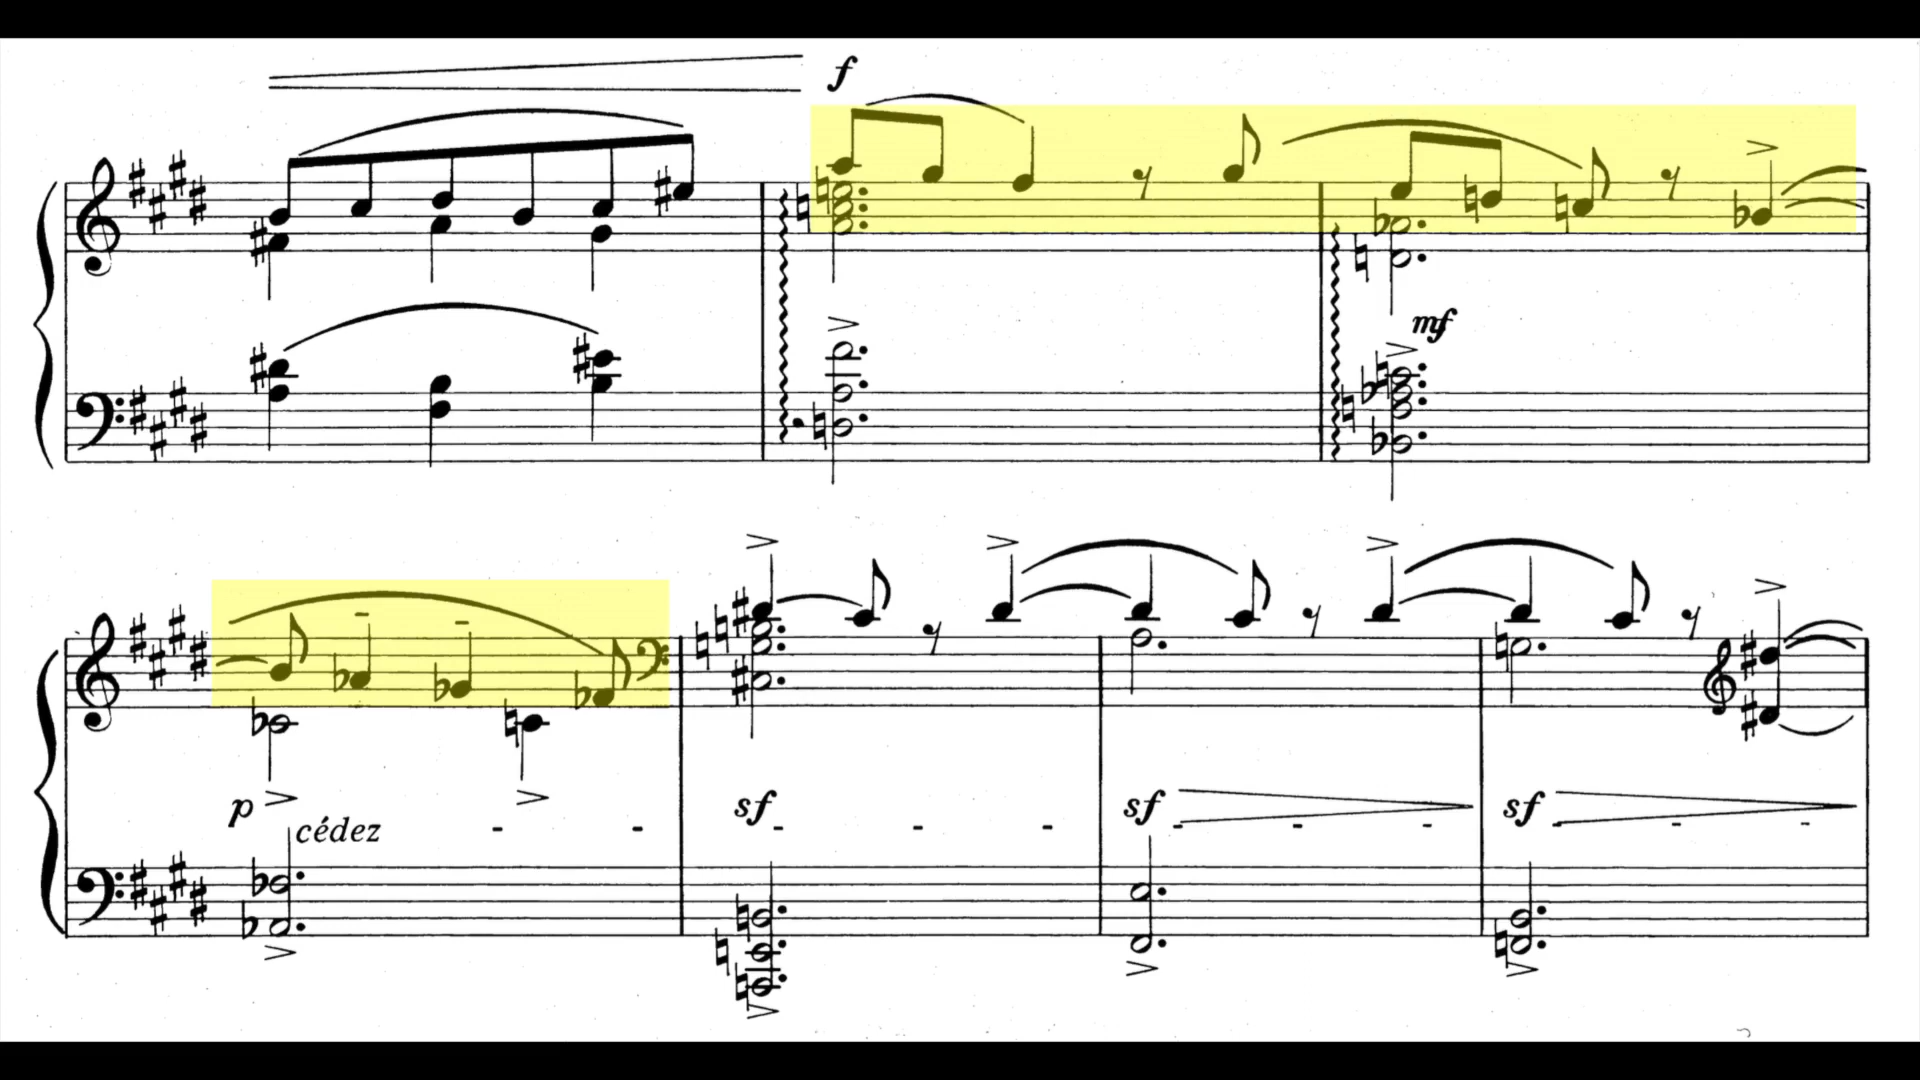 f
mf
p
cédez - - - - - - - - - - -
sf sf sf